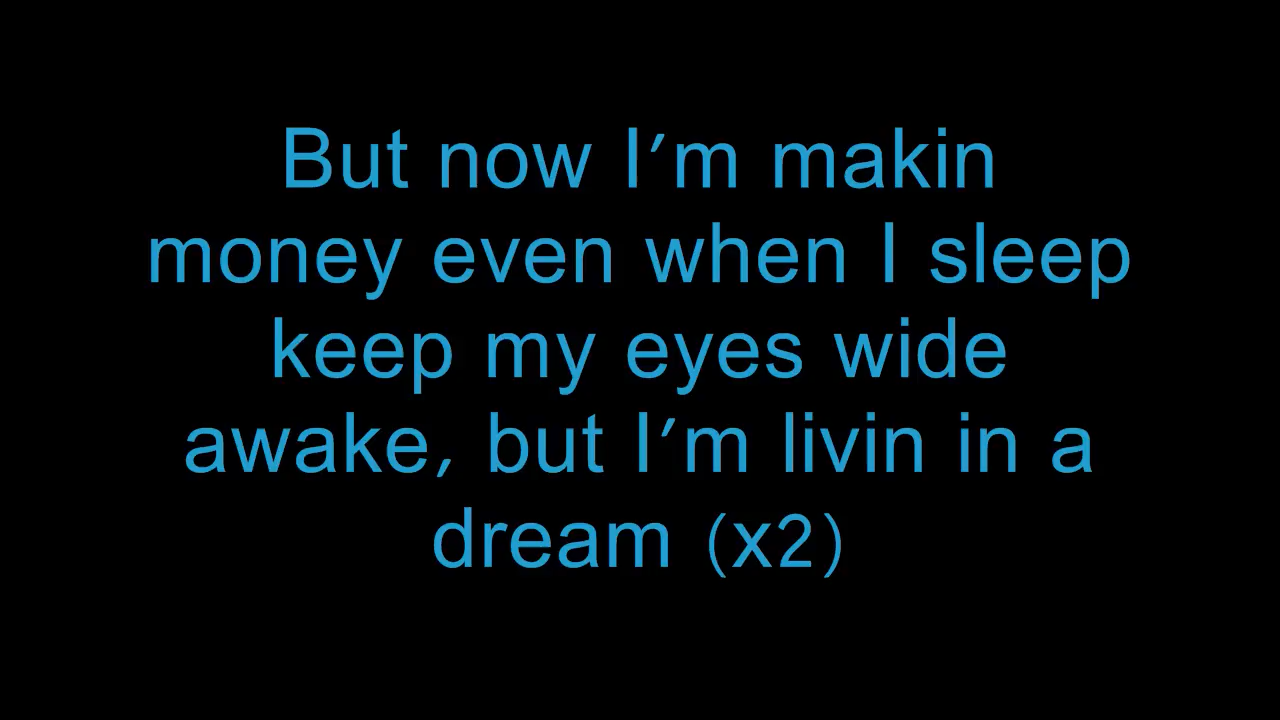 But now I'm makin
money even when I sleep
keep my eyes wide
awake, but I'm livin in a
dream (x2)